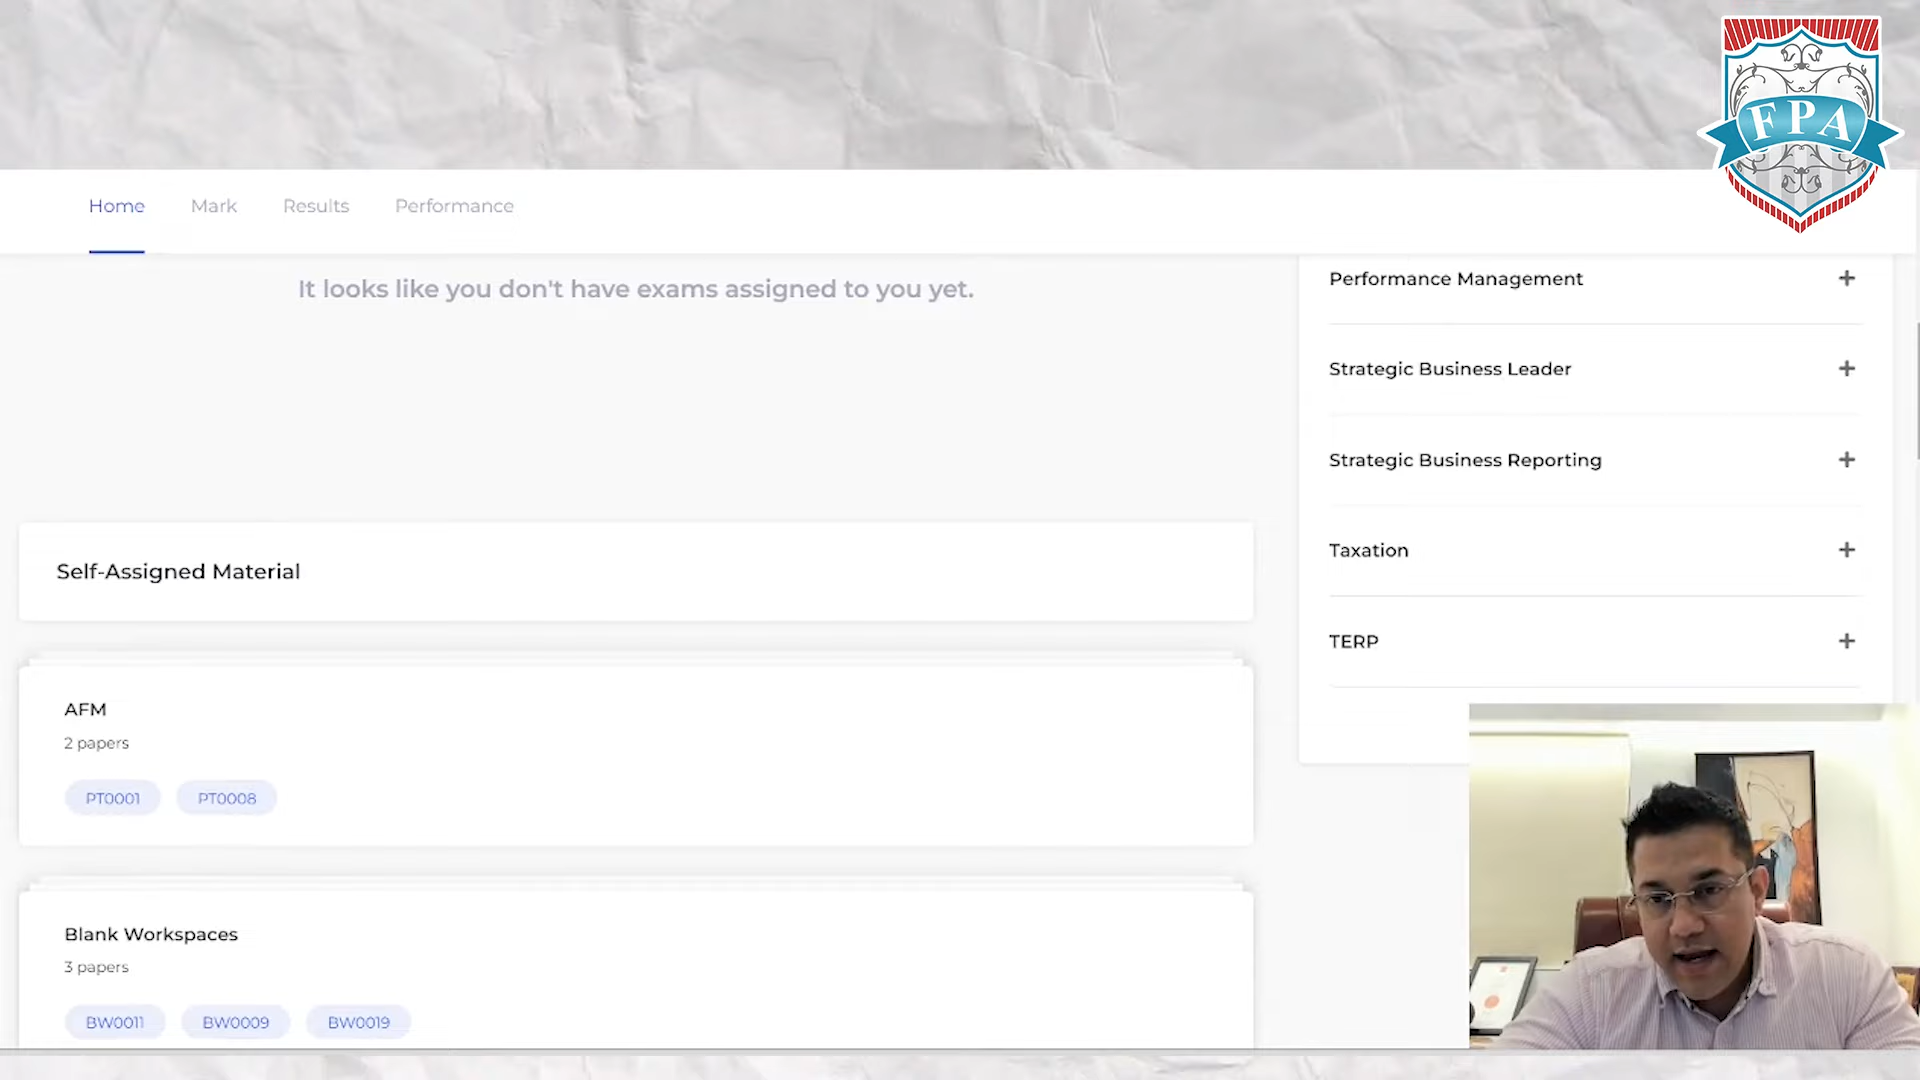 FPA
Home Mark Results Performance
It looks like you don't have exams assigned to you yet.
Performance Management
Strategic Business Leader
Strategic Business Reporting
Taxation
TERP
Self-Assigned Material
AFM
2 papers
PT0001 PT0008
Blank Workspaces
3 papers
BW0011 BW0009 BW0019